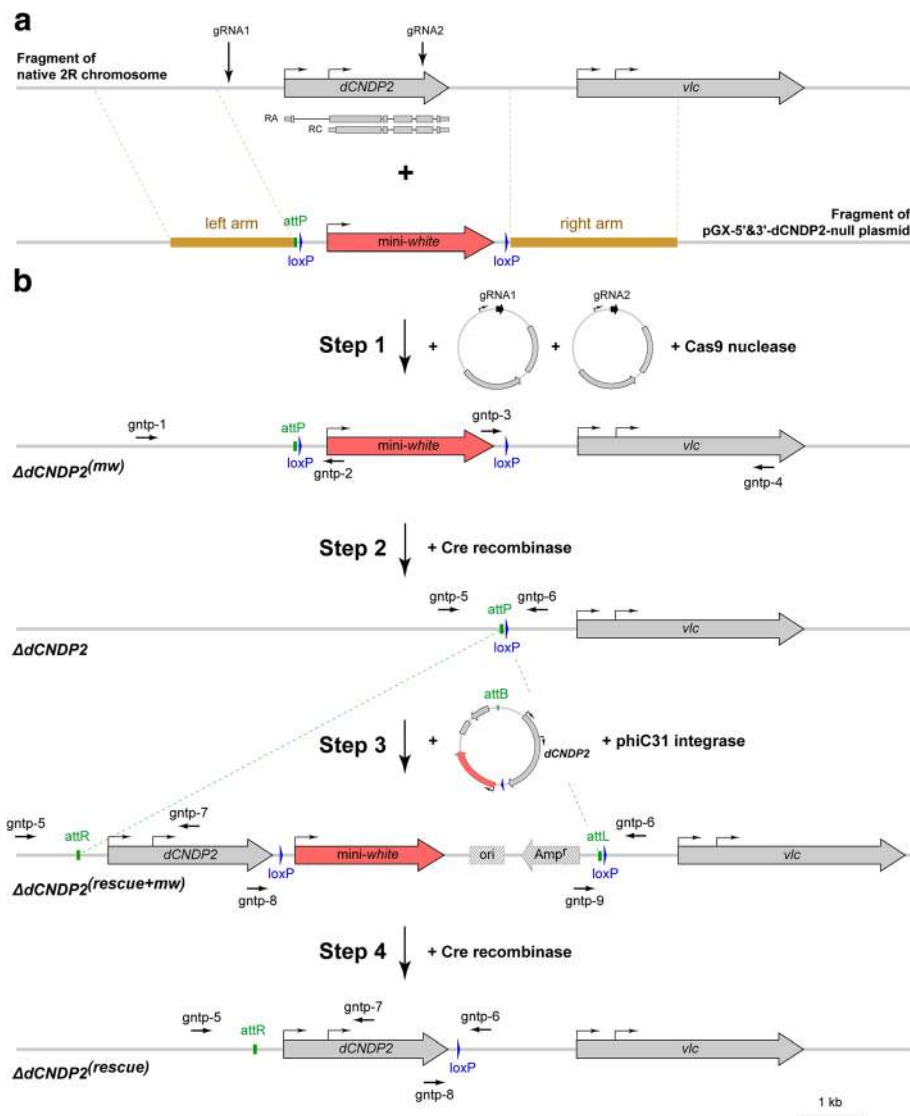 a
gRNA1
gRNA2
Fragment of
native 2R chromosome
dCNDP2
vlc
RA
RC
+
left arm
attP
right arm
Fragment of
pGX-5'&3'-dCNDP2-null plasmid
mini-white
loxP
loxP
b
Step 1
+
gRNA1
+
gRNA2
+ Cas9 nuclease
gntp-1
attP
gntp-3
mini-white
vlc
loxP
loxP
gntp-2
gntp-4
ΔdCNDP2(mw)
Step 2
+ Cre recombinase
gntp-5
attP
gntp-6
vlc
loxP
ΔdCNDP2
attB
Step 3
+
dCNDP2
+ phiC31 integrase
gntp-5
attR
gntp-7
attL
gntp-6
dCNDP2
mini-white
ori
Ampr
vlc
loxP
loxP
ΔdCNDP2(rescue+mw)
gntp-8
gntp-9
Step 4
+ Cre recombinase
gntp-5
attR
gntp-7
gntp-6
dCNDP2
vlc
loxP
ΔdCNDP2(rescue)
gntp-8
1 kb